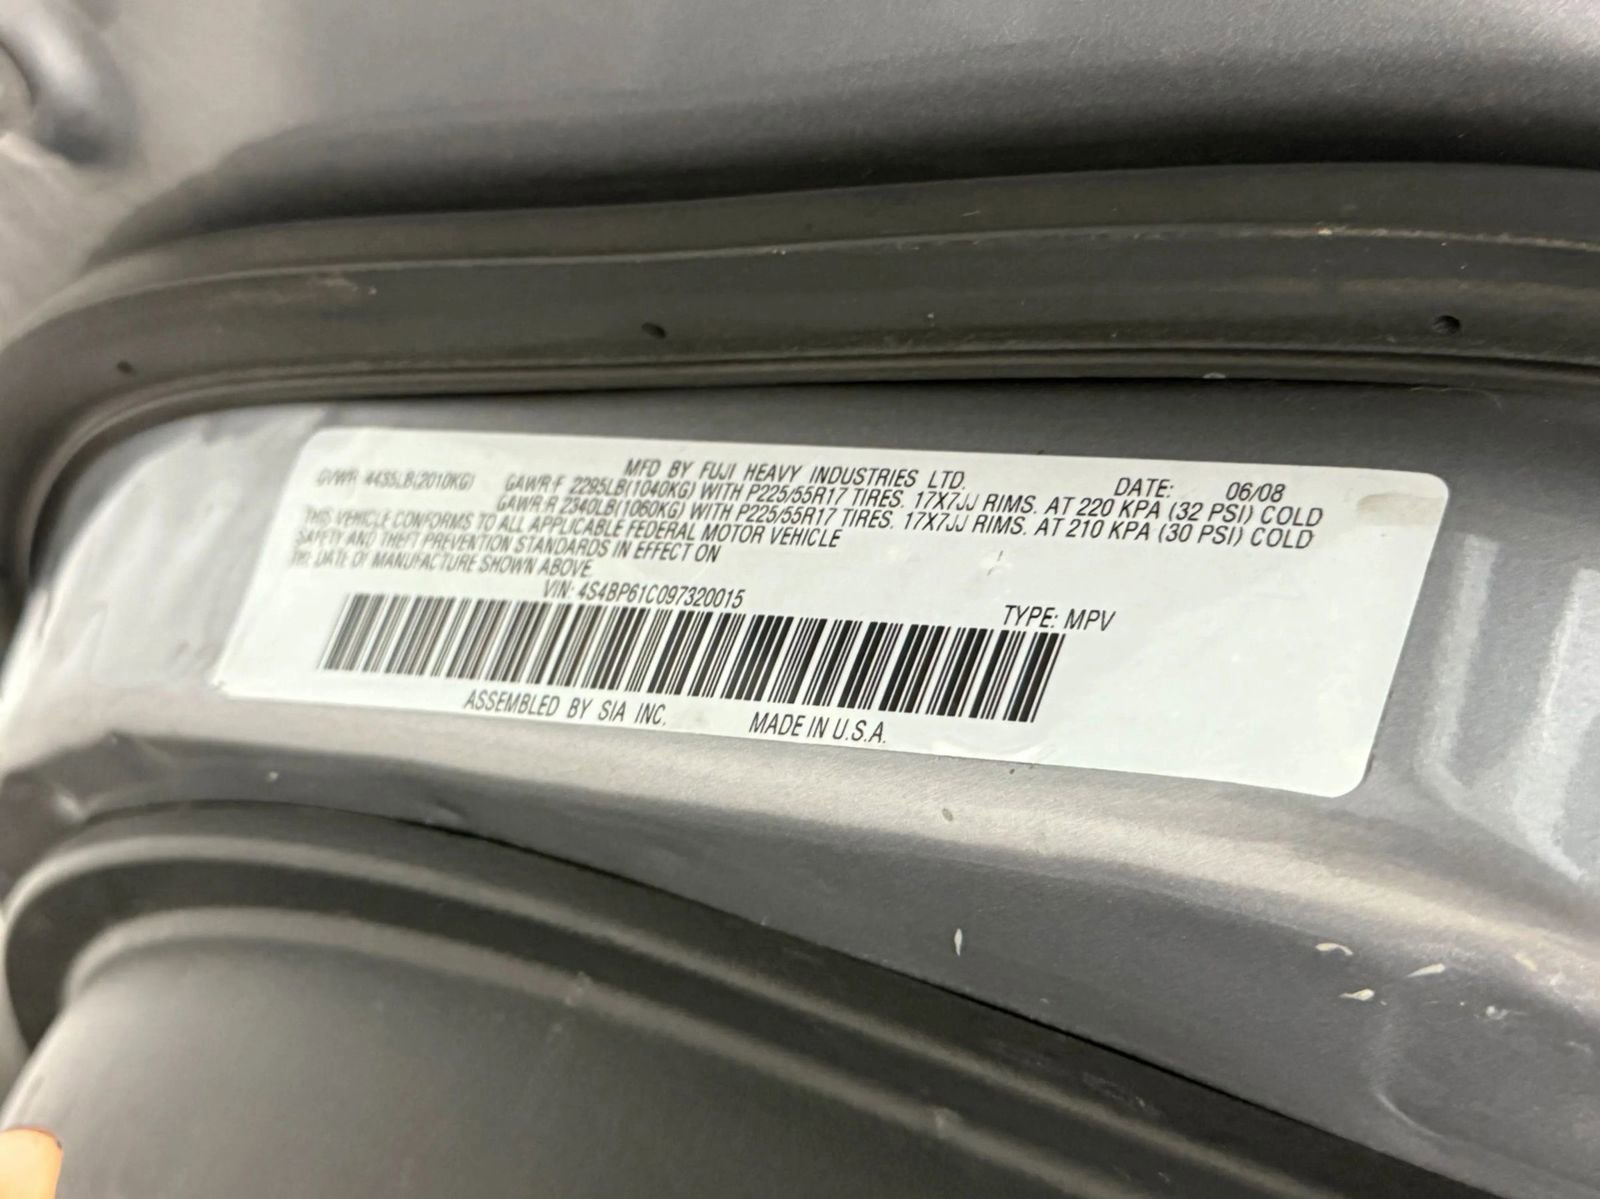 MFD BY FUJI HEAVY INDUSTRIES LTD. DATE: 06/08
GVWR 4435LB(2010KG) GAWR-F 2295LB(1040KG) WITH P225/55R17 TIRES. 17X7JJ RIMS. AT 220 KPA (32 PSI) COLD
GAWR-R 2340LB(1060KG) WITH P225/55R17 TIRES. 17X7JJ RIMS. AT 210 KPA (30 PSI) COLD
THIS VEHICLE CONFORMS TO ALL APPLICABLE FEDERAL MOTOR VEHICLE
SAFETY AND THEFT PREVENTION STANDARDS IN EFFECT ON
THE DATE OF MANUFACTURE SHOWN ABOVE
VIN: 4S4BP61C097320015 TYPE: MPV
ASSEMBLED BY SIA INC. MADE IN U.S.A.